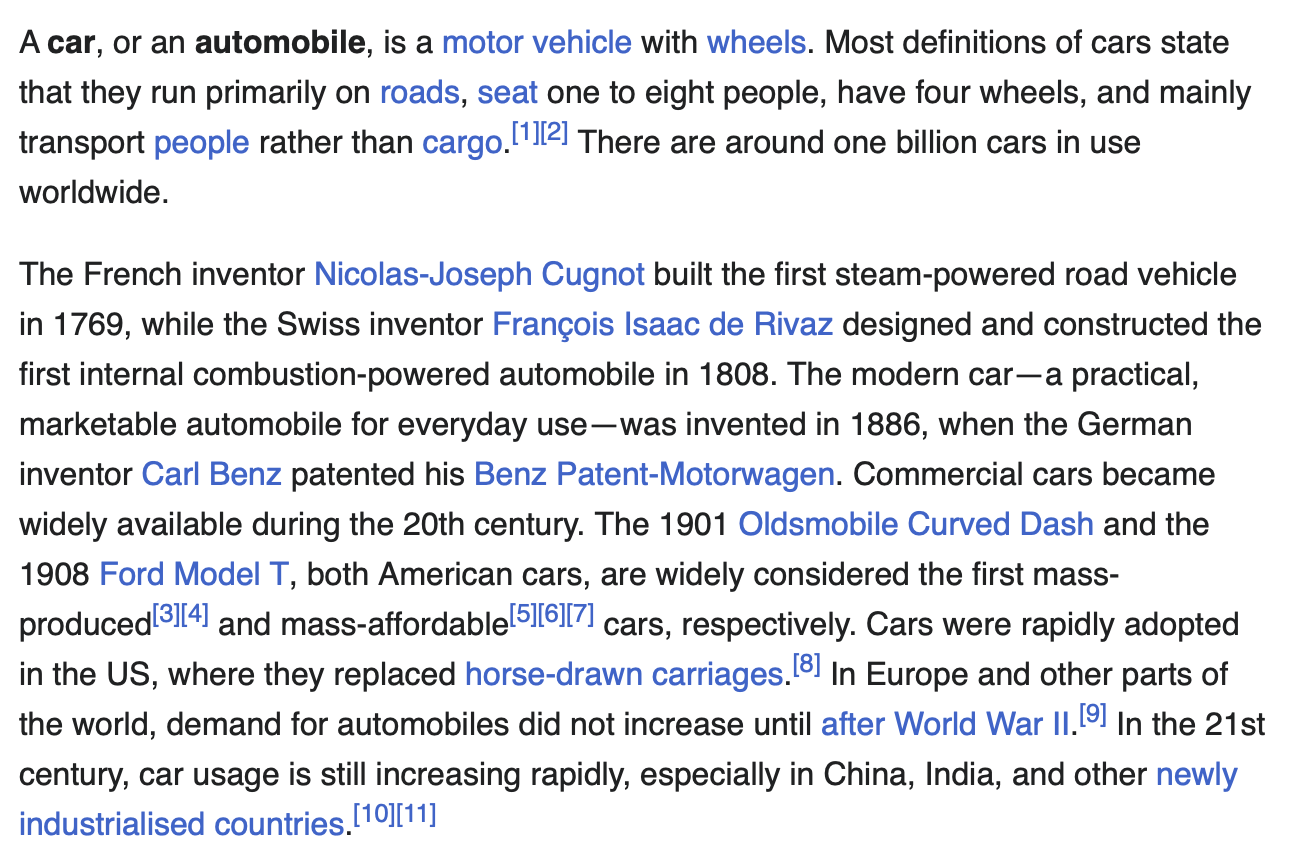 A car, or an automobile, is a motor vehicle with wheels. Most definitions of cars state
that they run primarily on roads, seat one to eight people, have four wheels, and mainly
transport people rather than cargo.[1][2] There are around one billion cars in use
worldwide.
The French inventor Nicolas-Joseph Cugnot built the first steam-powered road vehicle
in 1769, while the Swiss inventor François Isaac de Rivaz designed and constructed the
first internal combustion-powered automobile in 1808. The modern car—a practical,
marketable automobile for everyday use—was invented in 1886, when the German
inventor Carl Benz patented his Benz Patent-Motorwagen. Commercial cars became
widely available during the 20th century. The 1901 Oldsmobile Curved Dash and the
1908 Ford Model T, both American cars, are widely considered the first mass-
produced[3][4] and mass-affordable[5][6][7] cars, respectively. Cars were rapidly adopted
in the US, where they replaced horse-drawn carriages.[8] In Europe and other parts of
the world, demand for automobiles did not increase until after World War II.[9] In the 21st
century, car usage is still increasing rapidly, especially in China, India, and other newly
industrialised countries.[10][11]